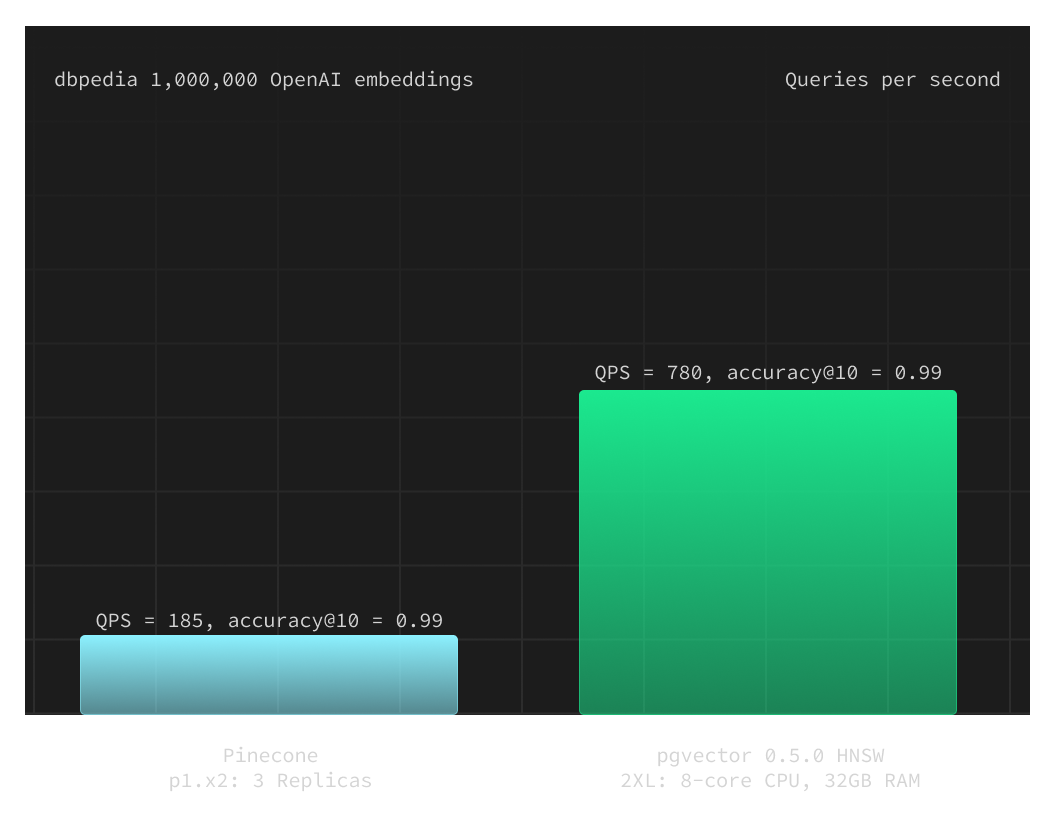 dbpedia 1,000,000 OpenAI embeddings
Queries per second
QPS = 780, accuracy@10 = 0.99
QPS = 185, accuracy@10 = 0.99
Pinecone
p1.x2: 3 Replicas
pgvector 0.5.0 HNSW
2XL: 8-core CPU, 32GB RAM